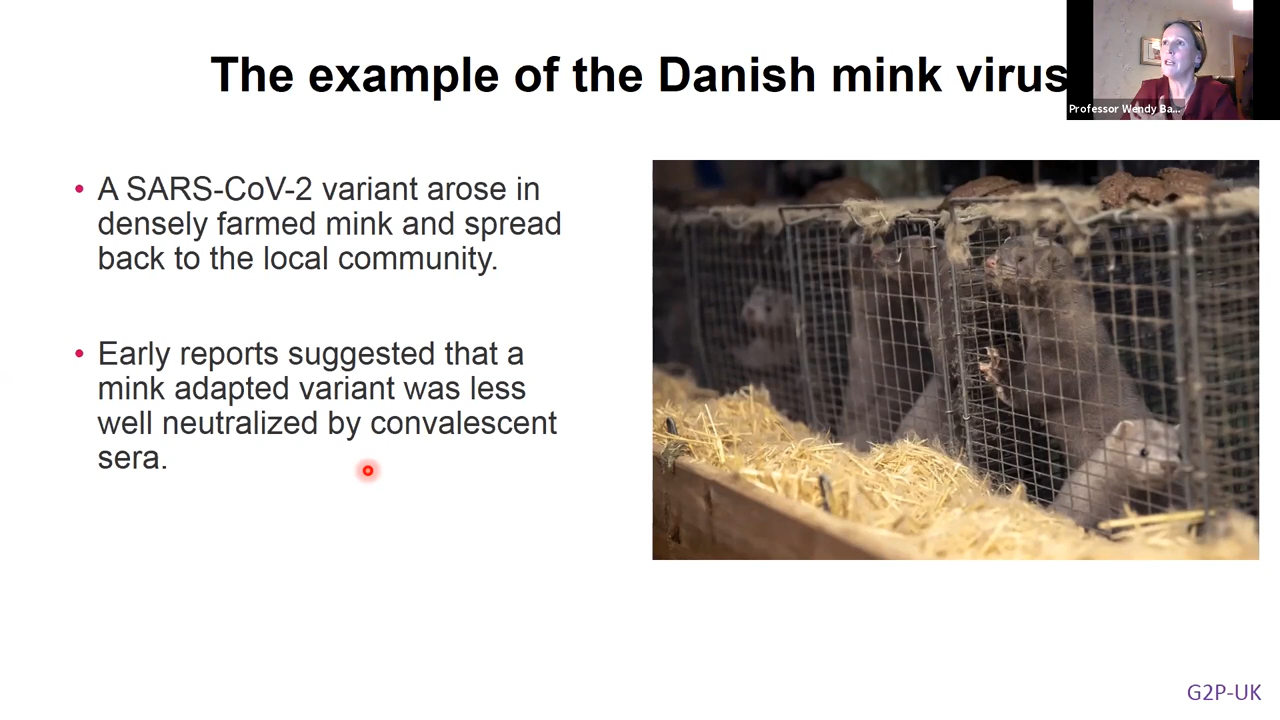 The example of the Danish mink virus
Professor Wendy Ba...
• A SARS-CoV-2 variant arose in
densely farmed mink and spread
back to the local community.
• Early reports suggested that a
mink adapted variant was less
well neutralized by convalescent
sera.
G2P-UK